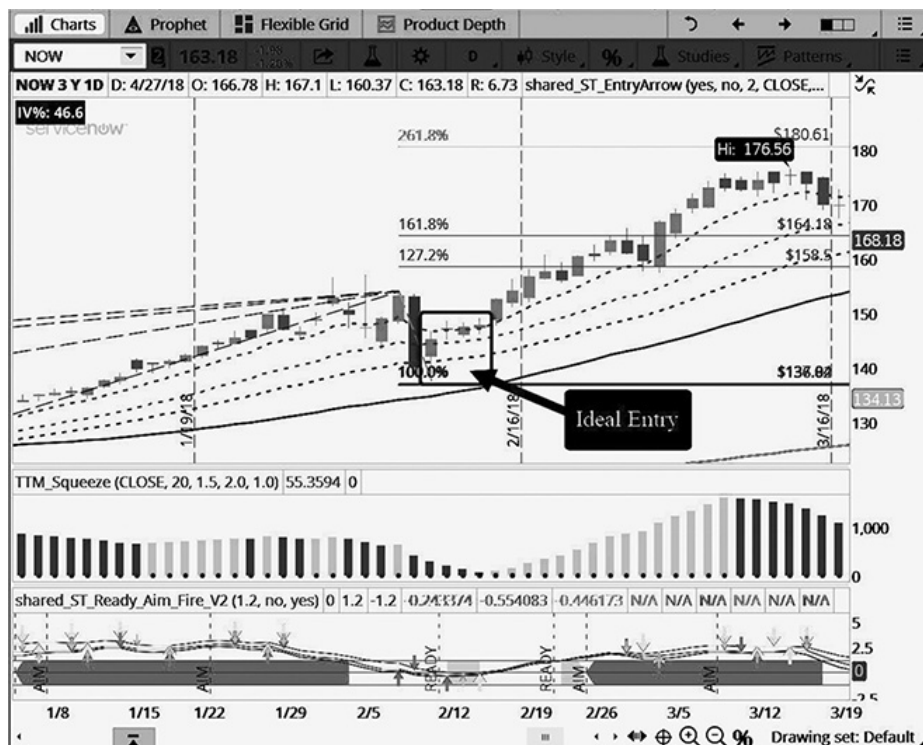 Charts Prophet Flexible Grid Product Depth
NOW 163.18 -1.98 -1.20% D Style % Studies Patterns
NOW 3 Y 1D D: 4/27/18 O: 166.78 H: 167.1 L: 160.37 C: 163.18 R: 6.73 shared_ST_EntryArrow (yes, no, 2, CLOSE,...
IV%: 46.6
servicenow
261.8% $180.61
Hi: 176.56
180
170
161.8% $164.18
168.18
160
127.2% $158.5
150
140
100.0%
134.13
130
1/19/18 2/16/18 3/16/18
Ideal Entry
TTM_Squeeze (CLOSE, 20, 1.5, 2.0, 1.0) 55.3594 0
1,000
0
shared_ST_Ready_Aim_Fire_V2 (1.2, no, yes) 0 1.2 -1.2 -0.243374 -0.554083 -0.446173 N/A N/A N/A N/A N/A N/A
5
2.5
0
-2.5
AIM AIM READY READY AIM AIM
1/8 1/15 1/22 1/29 2/5 2/12 2/19 2/26 3/5 3/12 3/19
% Drawing set: Default